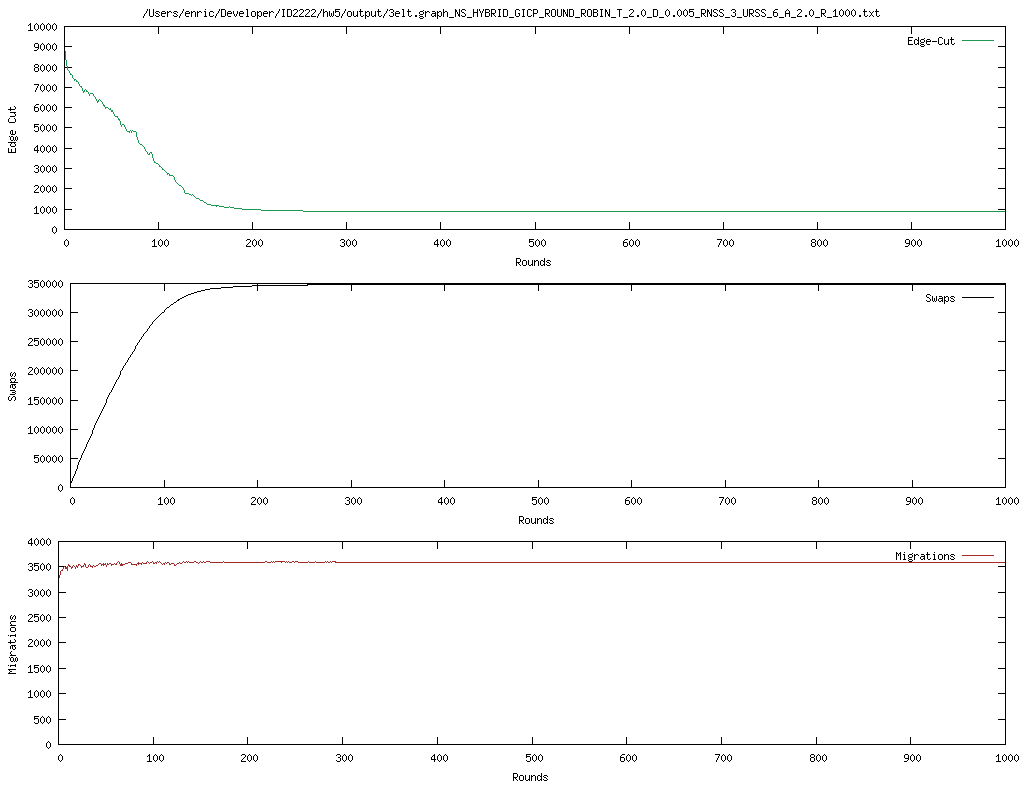 /Users/enric/Developer/ID2222/hw5/output/3elt.graph_NS_HYBRID_GICP_ROUND_ROBIN_T_2.0_D_0.005_RNSS_3_URSS_6_A_2.0_R_1000.txt
10000
9000
8000
7000
6000
5000
4000
3000
2000
1000
0
Edge Cut
Edge-Cut
0 100 200 300 400 500 600 700 800 900 1000
Rounds
350000
300000
250000
200000
150000
100000
50000
0
Swaps
Swaps
0 100 200 300 400 500 600 700 800 900 1000
Rounds
4000
3500
3000
2500
2000
1500
1000
500
0
Migrations
Migrations
0 100 200 300 400 500 600 700 800 900 1000
Rounds